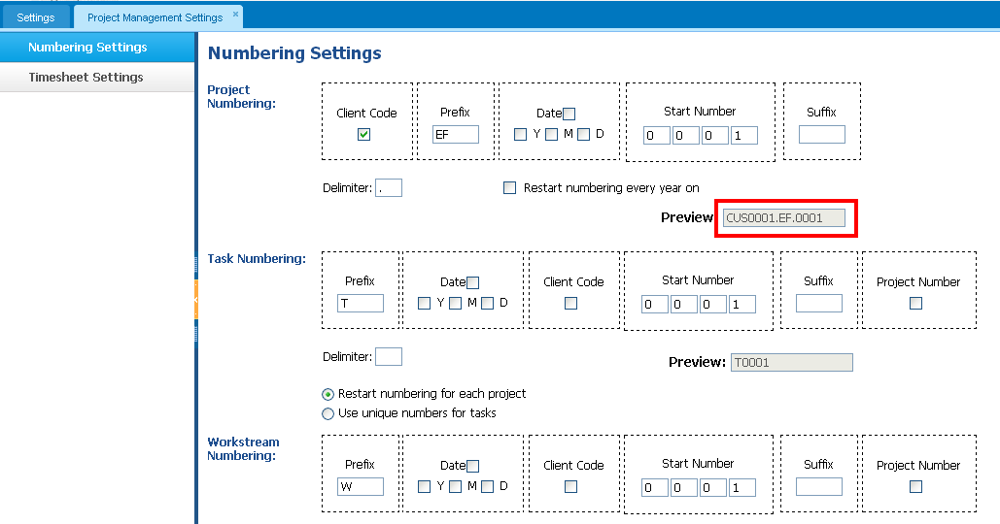 Settings
Project Management Settings
Numbering Settings
Timesheet Settings
Numbering Settings
Project
Numbering:
Client Code
Prefix
EF
Date
Y M D
Start Number
0 0 0 1
Suffix
Delimiter: .
Restart numbering every year on
Preview
CUS0001.EF.0001
Task Numbering:
Prefix
T
Date
Y M D
Client Code
Start Number
0 0 0 1
Suffix
Project Number
Delimiter:
Preview: T0001
Restart numbering for each project
Use unique numbers for tasks
Workstream
Numbering:
Prefix
W
Date
Y M D
Client Code
Start Number
0 0 0 1
Suffix
Project Number